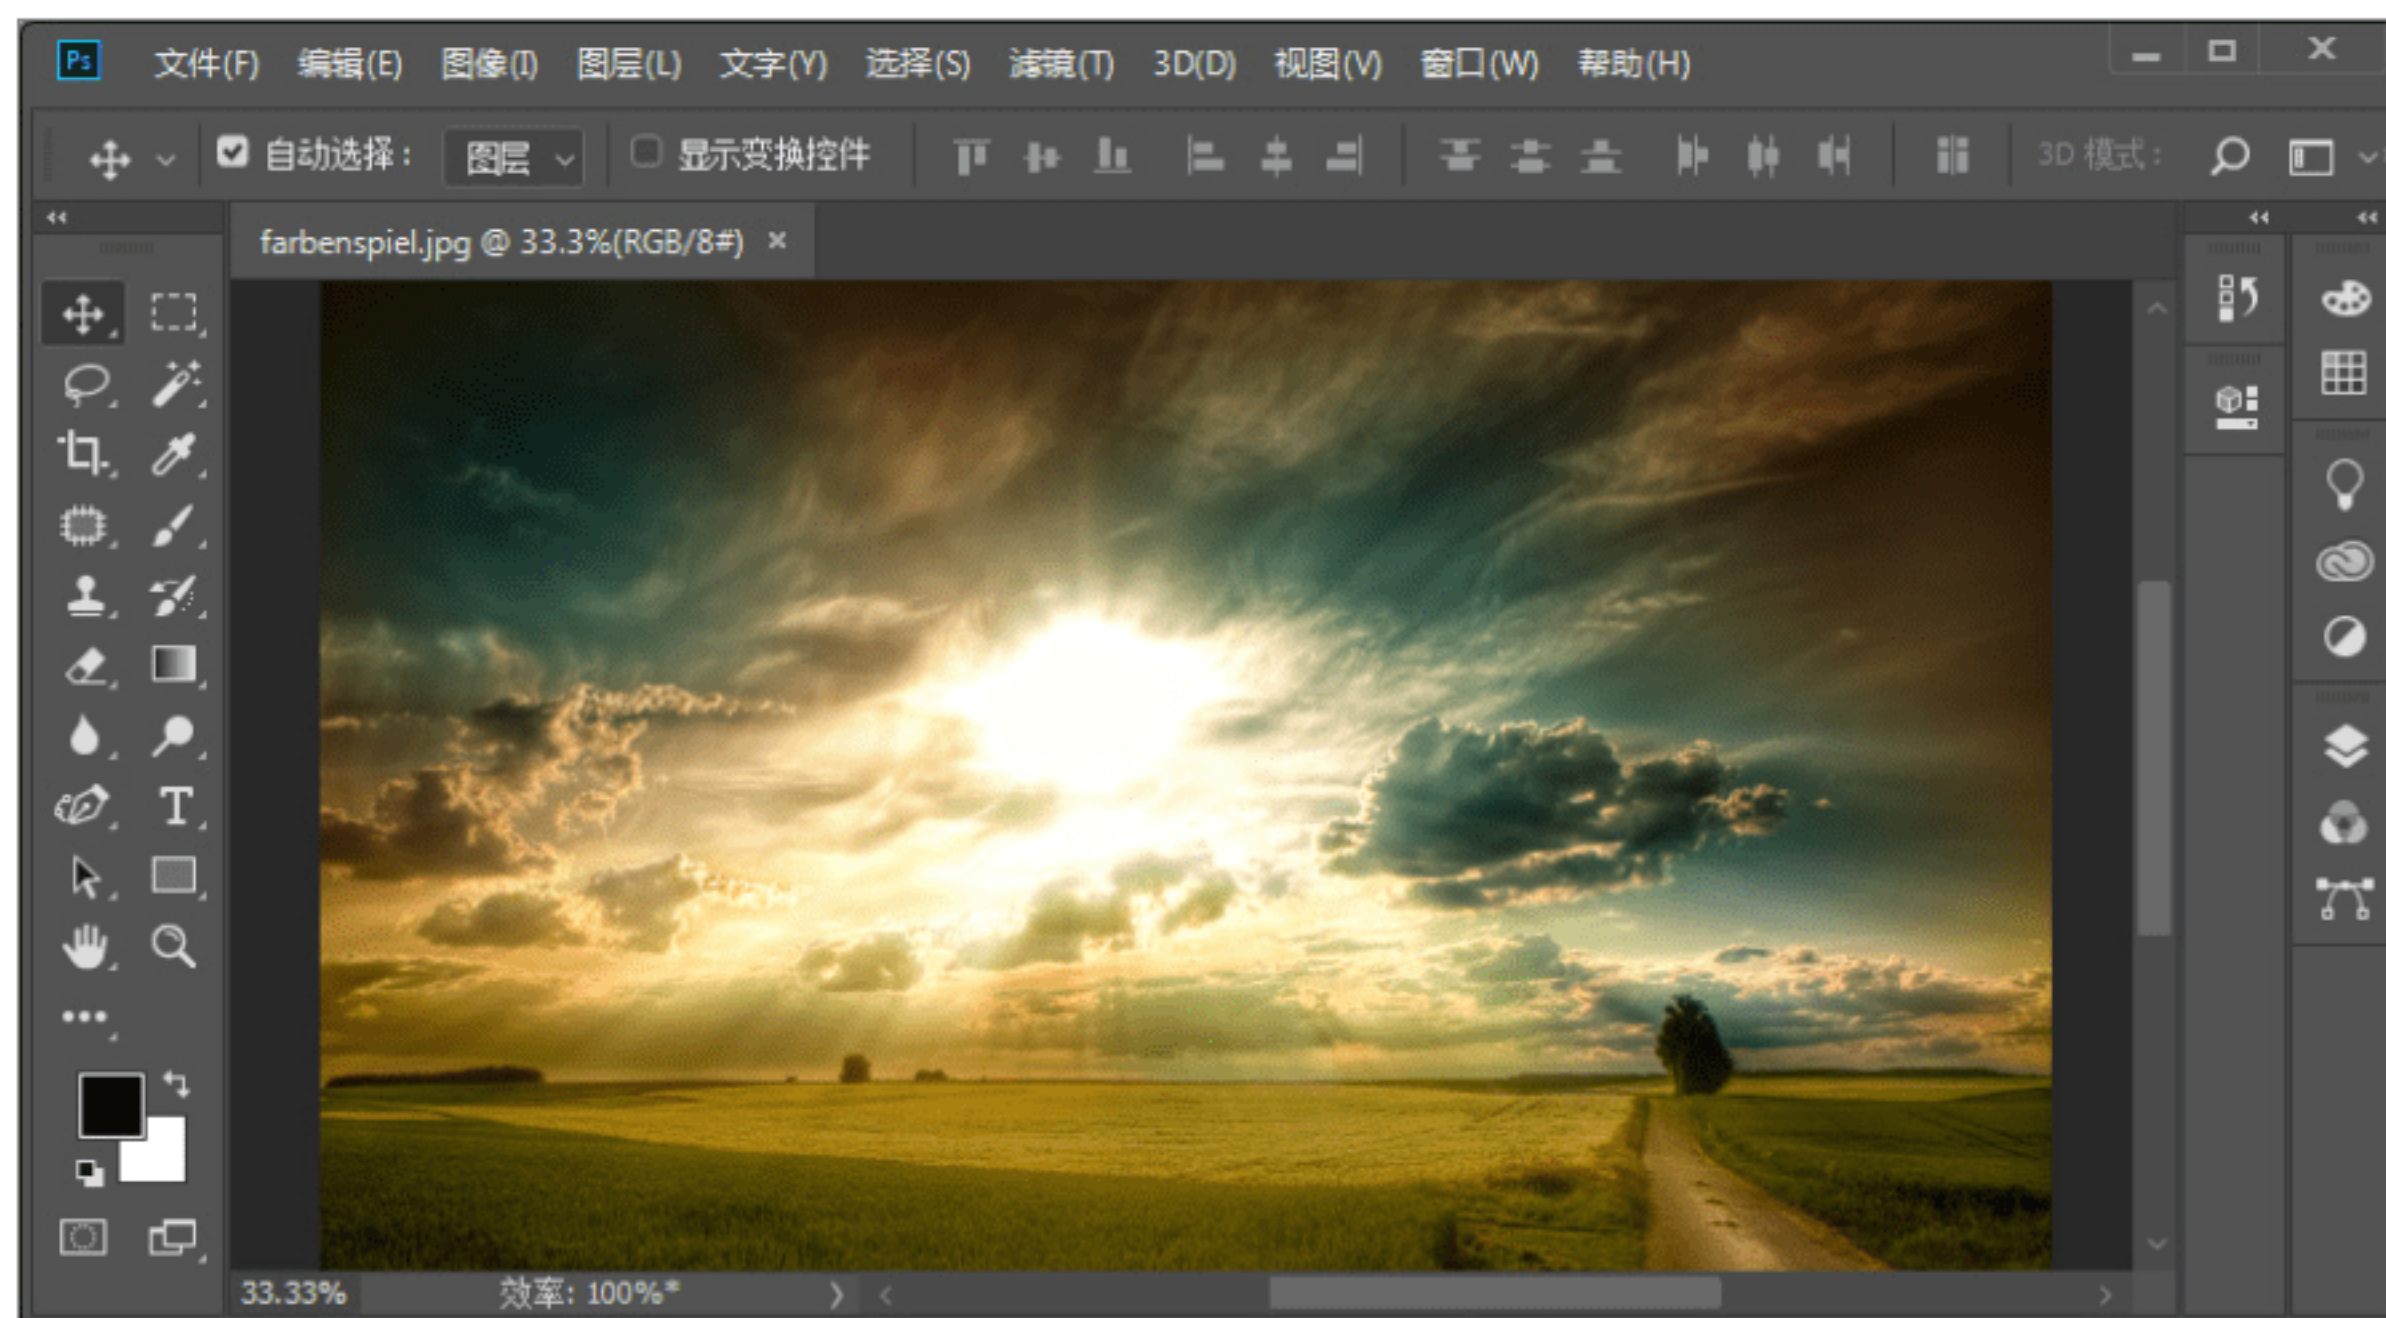 Ps 文件(F) 编辑(E) 图像(I) 图层(L) 文字(Y) 选择(S) 滤镜(T) 3D(D) 视图(V) 窗口(W) 帮助(H)
自动选择： 图层 显示变换控件 3D 模式：
farbenspiel.jpg @ 33.3%(RGB/8#) ×
33.33% 效率: 100%*